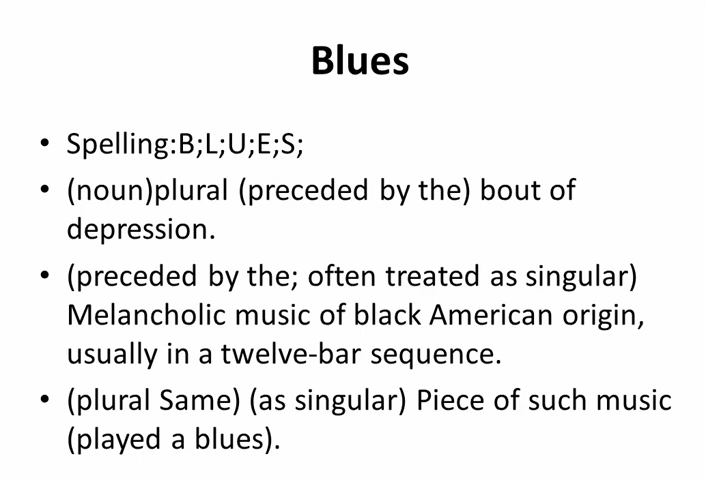 Blues
• Spelling:B;L;U;E;S;
• (noun)plural (preceded by the) bout of
depression.
• (preceded by the; often treated as singular)
Melancholic music of black American origin,
usually in a twelve-bar sequence.
• (plural Same) (as singular) Piece of such music
(played a blues).